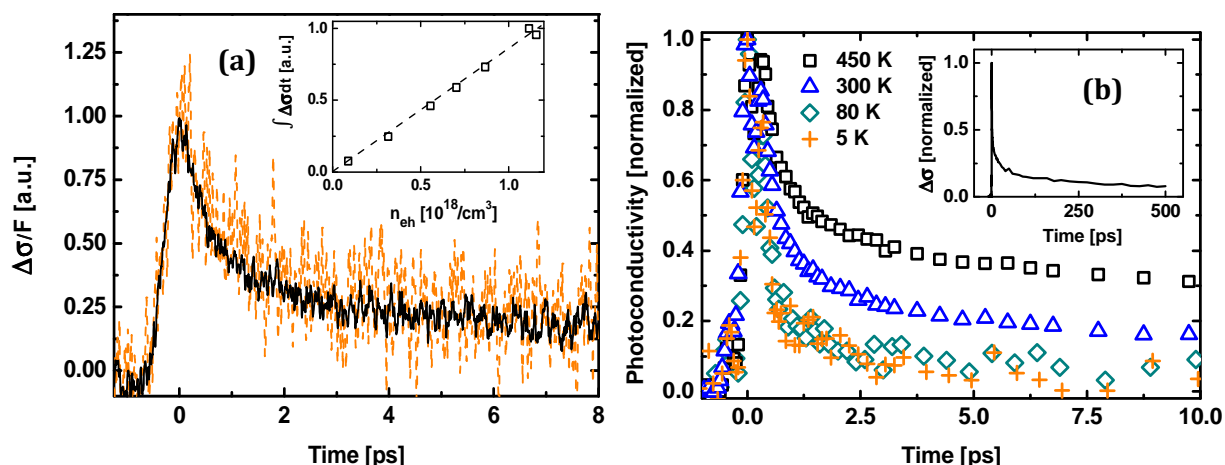 (a)
Δσ/F [a.u.]
1.25
1.00
0.75
0.50
0.25
0.00
0 2 4 6 8
Time [ps]
∫ Δσdt [a.u.]
1.0
0.5
0.0
0.0 0.5 1.0
n_eh [10^18/cm^3]
(b)
Photoconductivity [normalized]
1.0
0.8
0.6
0.4
0.2
0.0
0.0 2.5 5.0 7.5 10.0
Time [ps]
450 K
300 K
80 K
5 K
Δσ [normalized]
1.0
0.5
0.0
0 250 500
Time [ps]